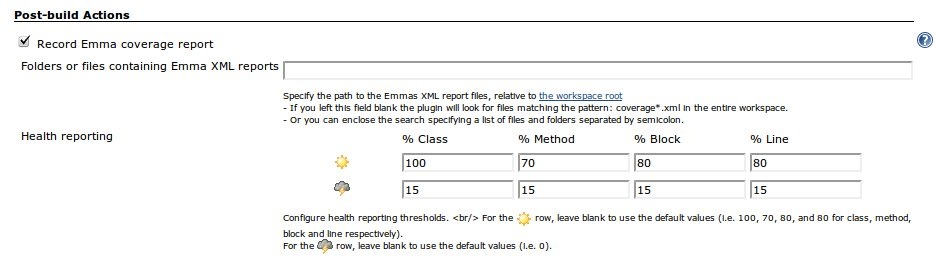 Post-build Actions
Record Emma coverage report
Folders or files containing Emma XML reports
Specify the path to the Emmas XML report files, relative to the workspace root
- If you left this field blank the plugin will look for files matching the pattern: coverage*.xml in the entire workspace.
- Or you can enclose the search specifying a list of files and folders separated by semicolon.
Health reporting
% Class % Method % Block % Line
100 70 80 80
15 15 15 15
Configure health reporting thresholds. <br/> For the row, leave blank to use the default values (i.e. 100, 70, 80, and 80 for class, method,
block and line respectively).
For the row, leave blank to use the default values (i.e. 0).